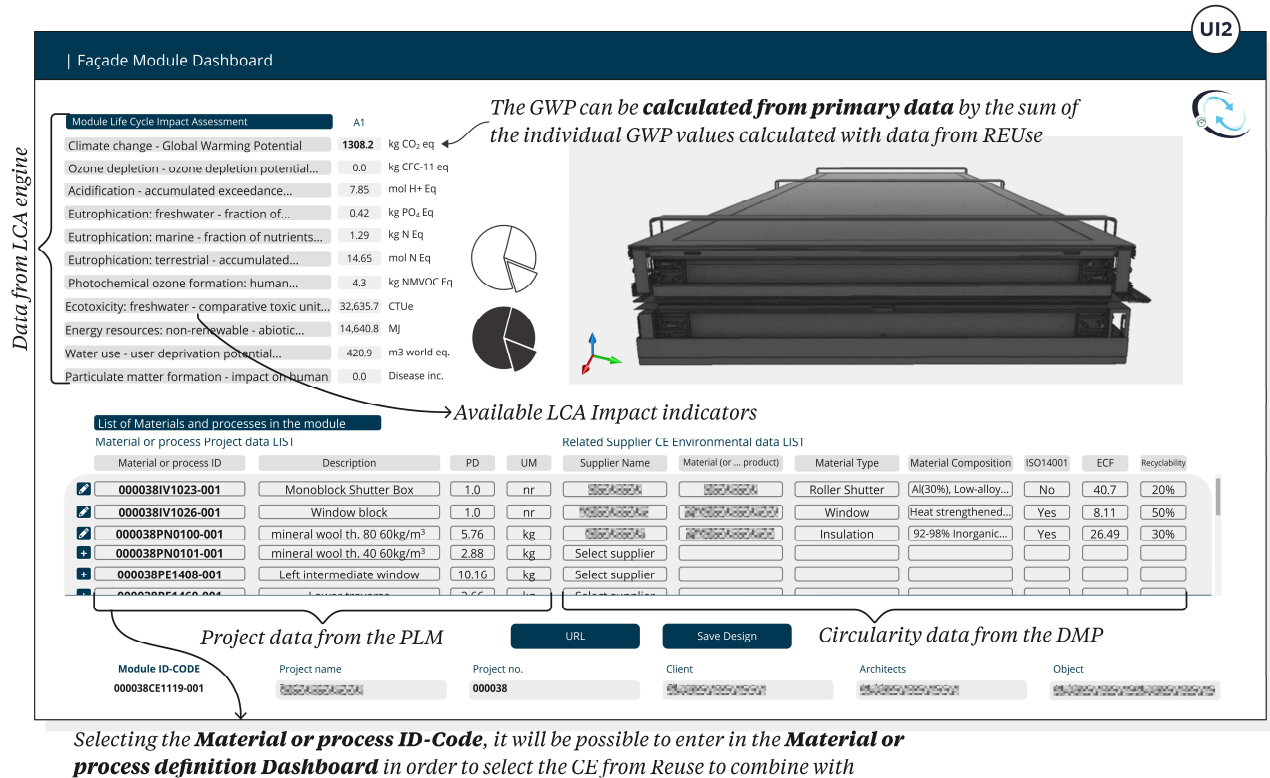 UI2
| Façade Module Dashboard
The GWP can be calculated from primary data by the sum of
the individual GWP values calculated with data from REUse
Data from LCA engine
Module Life Cycle Impact Assessment A1
Climate change - Global Warming Potential 1308.2 kg CO₂ eq
Ozone depletion - ozone depletion potential... 0.0 kg CFC-11 eq
Acidification - accumulated exceedance... 7.85 mol H+ Eq
Eutrophication: freshwater - fraction of... 0.42 kg PO₄ Eq
Eutrophication: marine - fraction of nutrients... 1.29 kg N Eq
Eutrophication: terrestrial - accumulated... 14.65 mol N Eq
Photochemical ozone formation: human... 4.3 kg NMVOC Eq
Ecotoxicity: freshwater - comparative toxic unit... 32,635.7 CTUe
Energy resources: non-renewable - abiotic... 14,640.8 MJ
Water use - user deprivation potential... 420.9 m3 world eq.
Particulate matter formation - impact on human 0.0 Disease inc.
Available LCA Impact indicators
List of Materials and processes in the module
Material or process Project data LIST Related Supplier CE Environmental data LIST
Material or process ID Description PD UM Supplier Name Material (or ... product) Material Type Material Composition ISO14001 ECF Recyclability
000038IV1023-001 Monoblock Shutter Box 1.0 nr Roller Shutter Al(30%), Low-alloy... No 40.7 20%
000038IV1026-001 Window block 1.0 nr Window Heat strengthened... Yes 8.11 50%
000038PN0100-001 mineral wool th. 80 60kg/m³ 5.76 kg Insulation 92-98% Inorganic... Yes 26.49 30%
000038PN0101-001 mineral wool th. 40 60kg/m³ 2.88 kg Select supplier
000038PE1408-001 Left intermediate window 10.16 kg Select supplier
000038PE1460-001 Lower traverse 2.66 kg Select supplier
Project data from the PLM URL Save Design Circularity data from the DMP
Module ID-CODE Project name Project no. Client Architects Object
000038CE1119-001 000038
Selecting the Material or process ID-Code, it will be possible to enter in the Material or
process definition Dashboard in order to select the CE from Reuse to combine with